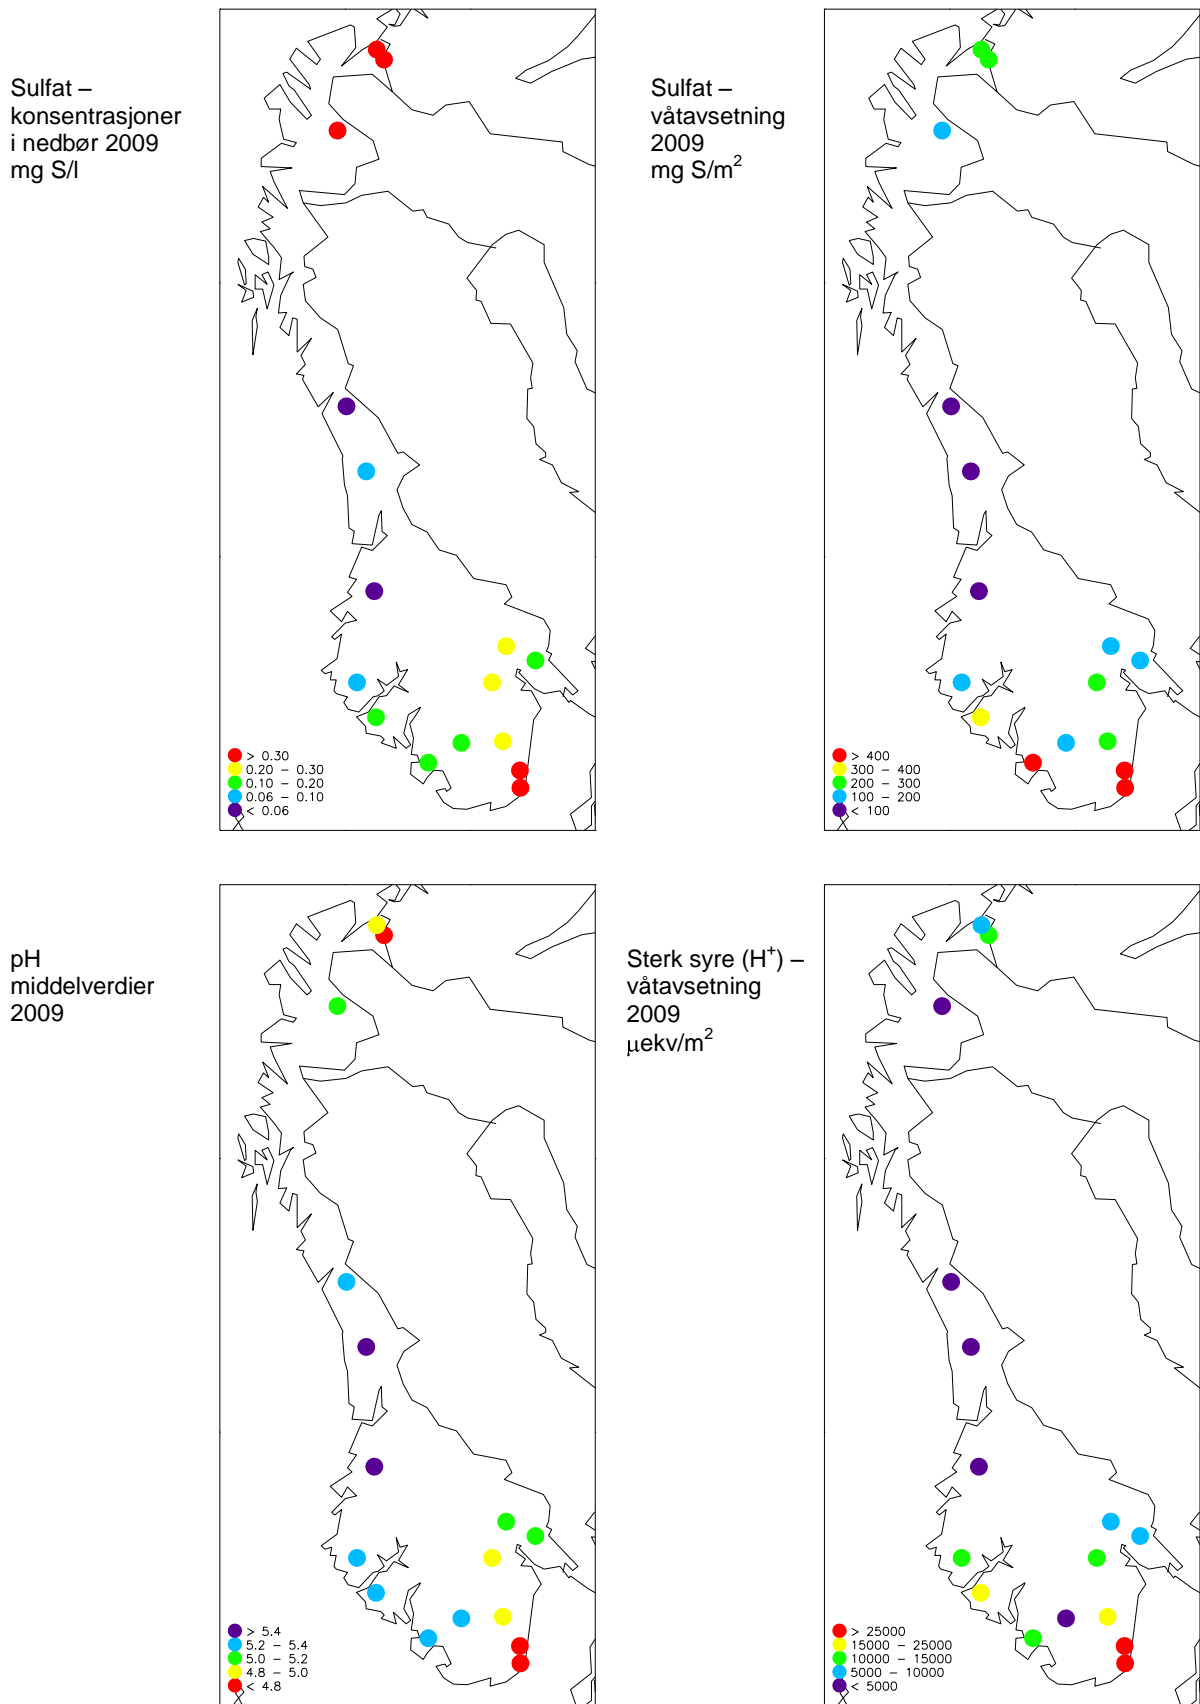 Sulfat –
konsentrasjoner
i nedbør 2009
mg S/l
> 0.30
0.20 – 0.30
0.10 – 0.20
0.06 – 0.10
< 0.06
Sulfat –
våtavsetning
2009
mg S/m²
> 400
300 – 400
200 – 300
100 – 200
< 100
pH
middelverdier
2009
> 5.4
5.2 – 5.4
5.0 – 5.2
4.8 – 5.0
< 4.8
Sterk syre (H⁺) –
våtavsetning
2009
µekv/m²
> 25000
15000 – 25000
10000 – 15000
5000 – 10000
< 5000